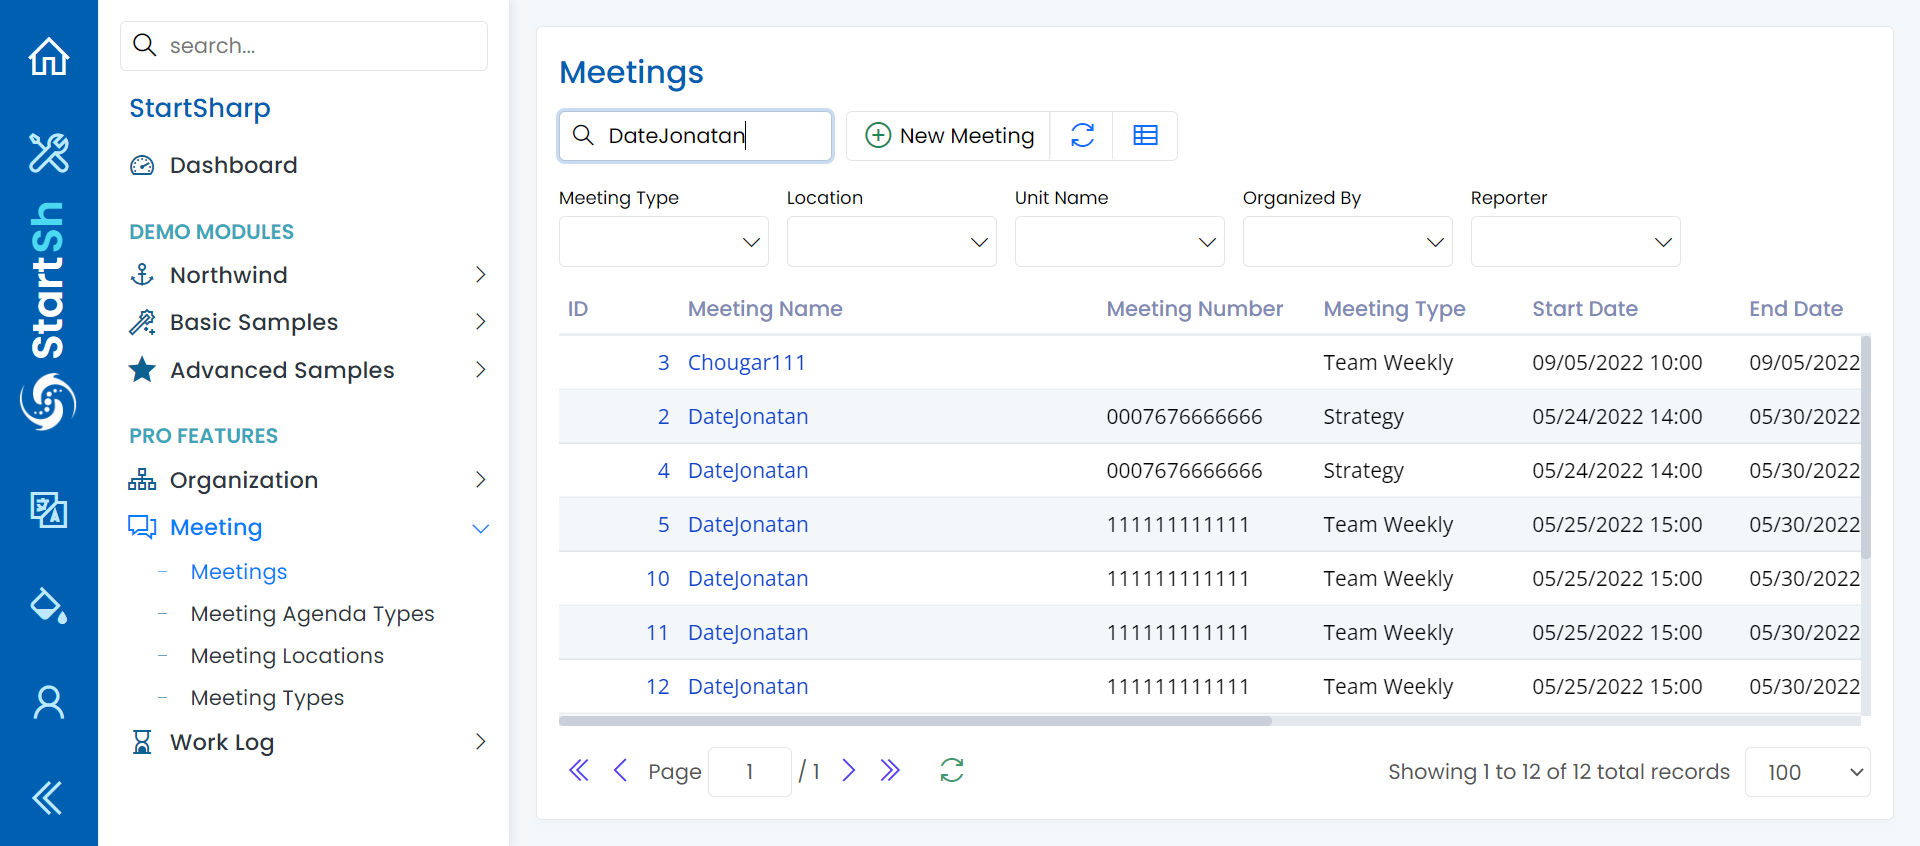 StartSh
search...
StartSharp
Dashboard
DEMO MODULES
Northwind
Basic Samples
Advanced Samples
PRO FEATURES
Organization
Meeting
Meetings
Meeting Agenda Types
Meeting Locations
Meeting Types
Work Log
Meetings
DateJonatan
New Meeting
Meeting Type Location Unit Name Organized By Reporter
ID Meeting Name Meeting Number Meeting Type Start Date End Date
3 Chougar111 Team Weekly 09/05/2022 10:00 09/05/2022
2 DateJonatan 0007676666666 Strategy 05/24/2022 14:00 05/30/2022
4 DateJonatan 0007676666666 Strategy 05/24/2022 14:00 05/30/2022
5 DateJonatan 111111111111 Team Weekly 05/25/2022 15:00 05/30/2022
10 DateJonatan 111111111111 Team Weekly 05/25/2022 15:00 05/30/2022
11 DateJonatan 111111111111 Team Weekly 05/25/2022 15:00 05/30/2022
12 DateJonatan 111111111111 Team Weekly 05/25/2022 15:00 05/30/2022
Page 1 / 1 Showing 1 to 12 of 12 total records 100